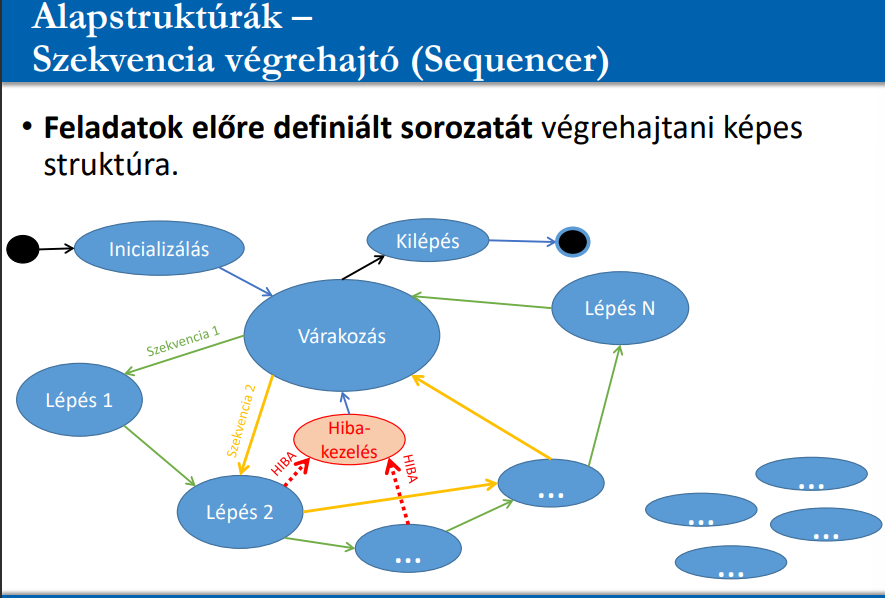 Alapstruktúrák –
Szekvencia végrehajtó (Sequencer)
• Feladatok előre definiált sorozatát végrehajtani képes
struktúra.
Inicializálás
Kilépés
Várakozás
Lépés N
Szekvencia 1
Lépés 1
Szekvencia 2
Hiba-
kezelés
HIBA
HIBA
Lépés 2
...
...
...
...
...
...